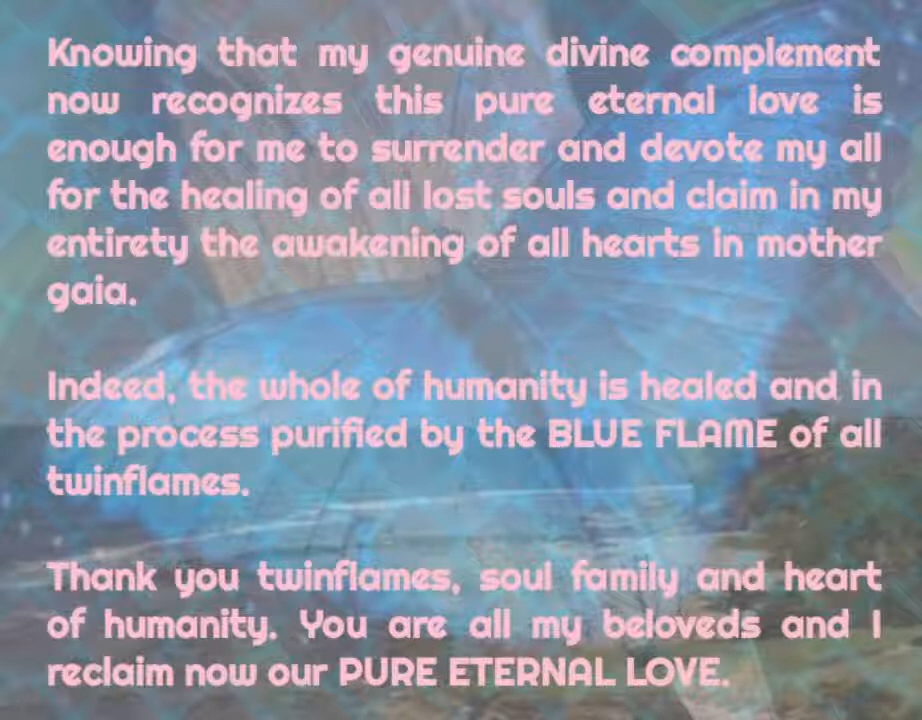 Knowing that my genuine divine complement
now recognizes this pure eternal love is
enough for me to surrender and devote my all
for the healing of all lost souls and claim in my
entirety the awakening of all hearts in mother
gaia.
Indeed, the whole of humanity is healed and in
the process purified by the BLUE FLAME of all
twinflames.
Thank you twinflames, soul family and heart
of humanity. You are all my beloveds and I
reclaim now our PURE ETERNAL LOVE.